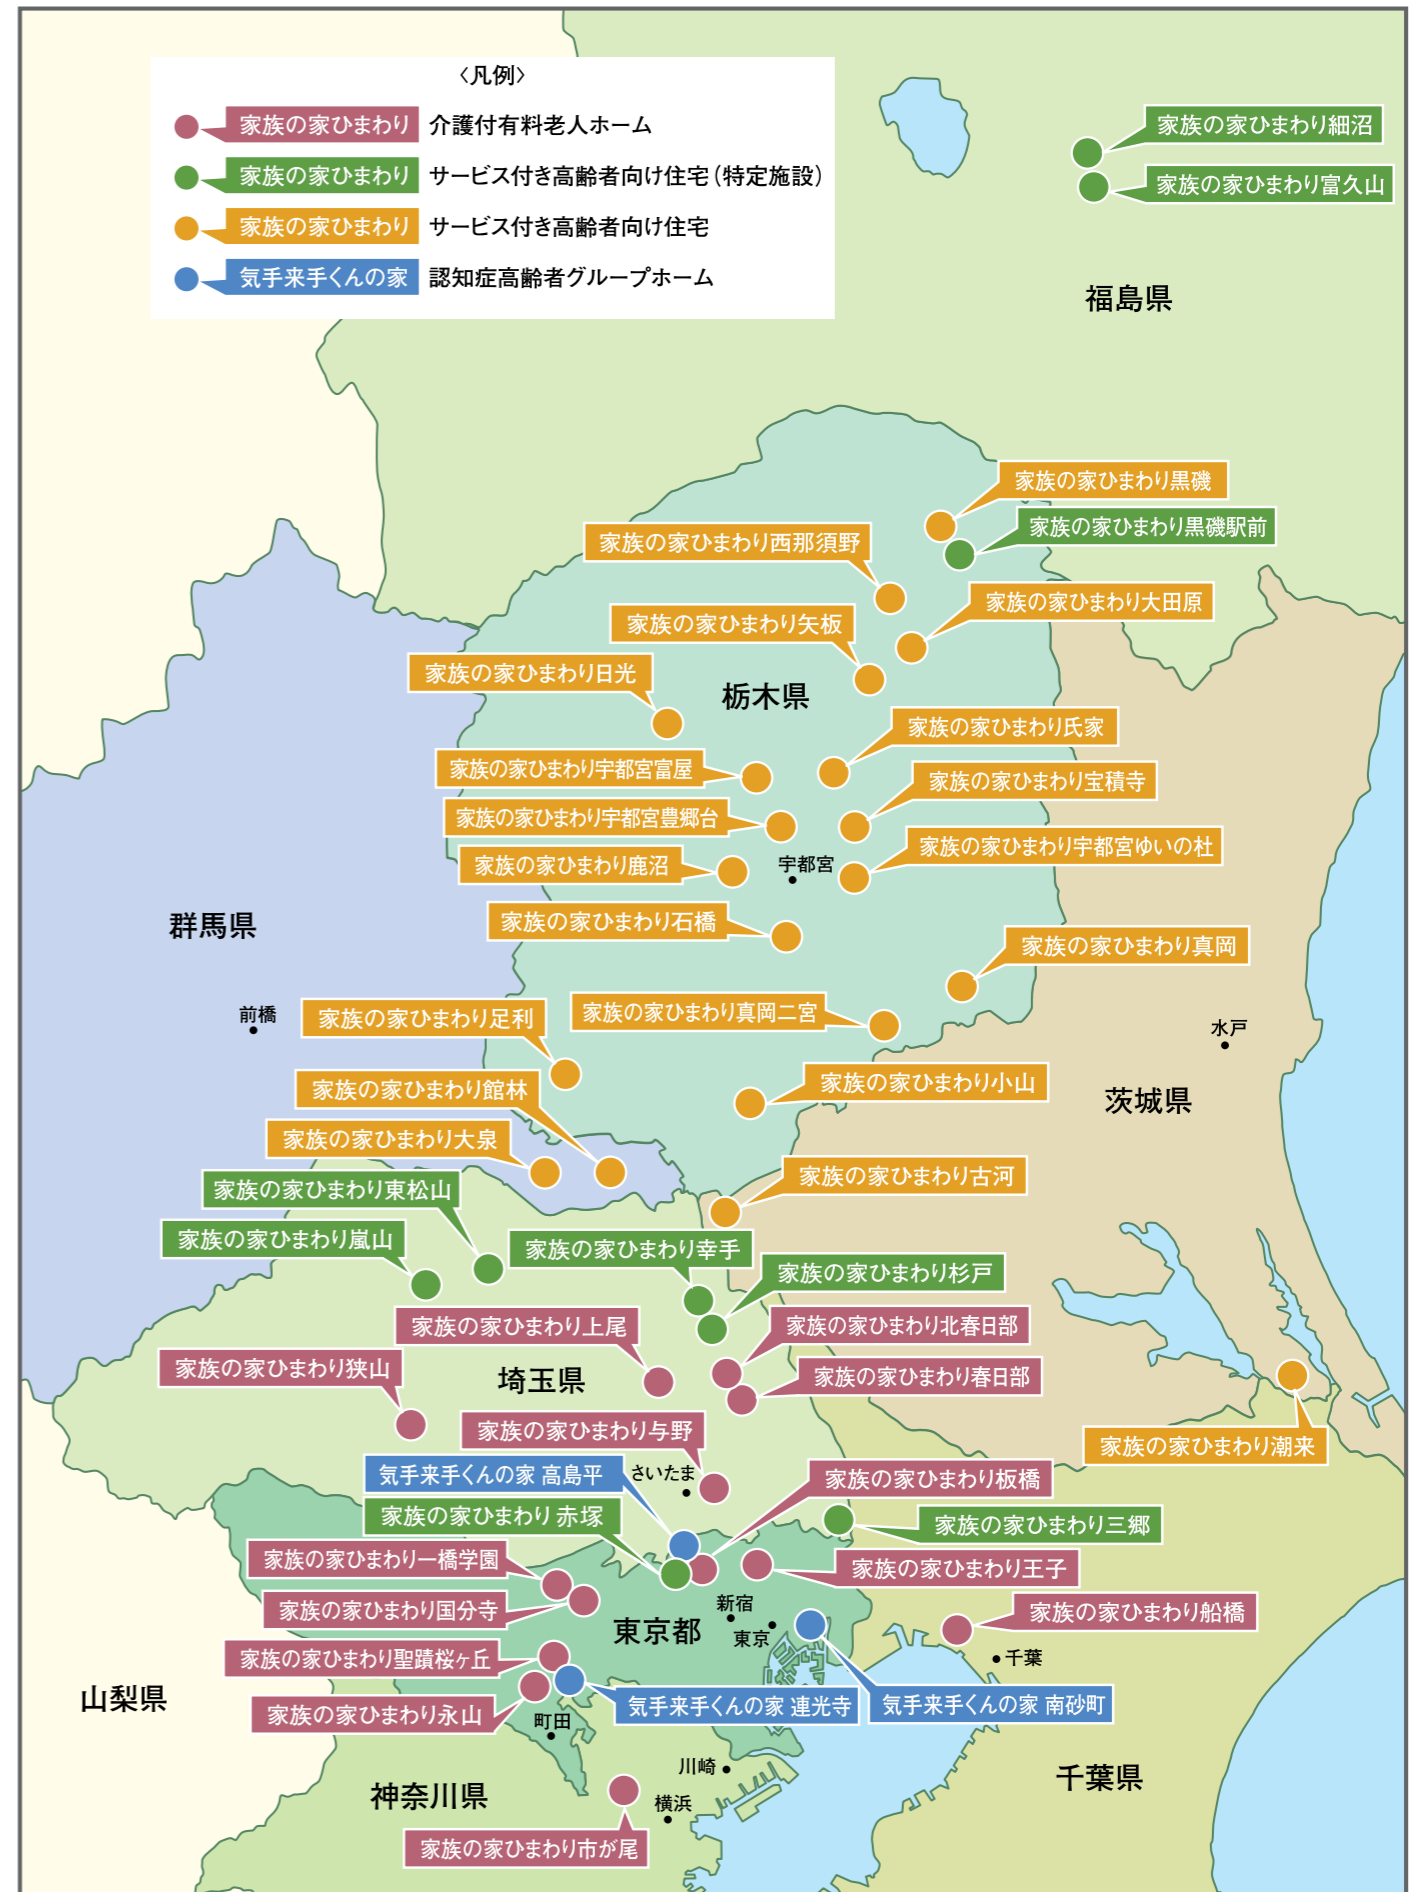 〈凡例〉
家族の家ひまわり 介護付有料老人ホーム
家族の家ひまわり サービス付き高齢者向け住宅（特定施設）
家族の家ひまわり サービス付き高齢者向け住宅
気手来手くんの家 認知症高齢者グループホーム
家族の家ひまわり細沼
家族の家ひまわり富久山
福島県
家族の家ひまわり黒磯
家族の家ひまわり黒磯駅前
家族の家ひまわり西那須野
家族の家ひまわり大田原
家族の家ひまわり矢板
家族の家ひまわり日光
栃木県
家族の家ひまわり氏家
家族の家ひまわり宇都宮富屋
家族の家ひまわり宝積寺
家族の家ひまわり宇都宮豊郷台
家族の家ひまわり宇都宮ゆいの杜
家族の家ひまわり鹿沼
宇都宮
家族の家ひまわり石橋
群馬県
家族の家ひまわり真岡
前橋
家族の家ひまわり足利
家族の家ひまわり真岡二宮
水戸
家族の家ひまわり館林
家族の家ひまわり小山
茨城県
家族の家ひまわり大泉
家族の家ひまわり古河
家族の家ひまわり東松山
家族の家ひまわり嵐山
家族の家ひまわり幸手
家族の家ひまわり杉戸
家族の家ひまわり上尾
家族の家ひまわり北春日部
家族の家ひまわり狭山
埼玉県
家族の家ひまわり春日部
家族の家ひまわり与野
家族の家ひまわり潮来
気手来手くんの家 高島平
さいたま
家族の家ひまわり板橋
家族の家ひまわり 赤塚
家族の家ひまわり三郷
家族の家ひまわり一橋学園
家族の家ひまわり王子
家族の家ひまわり国分寺
新宿
東京都
東京
家族の家ひまわり船橋
家族の家ひまわり聖蹟桜ヶ丘
千葉
山梨県
家族の家ひまわり永山
気手来手くんの家 連光寺
気手来手くんの家 南砂町
町田
川崎
千葉県
神奈川県
横浜
家族の家ひまわり市が尾